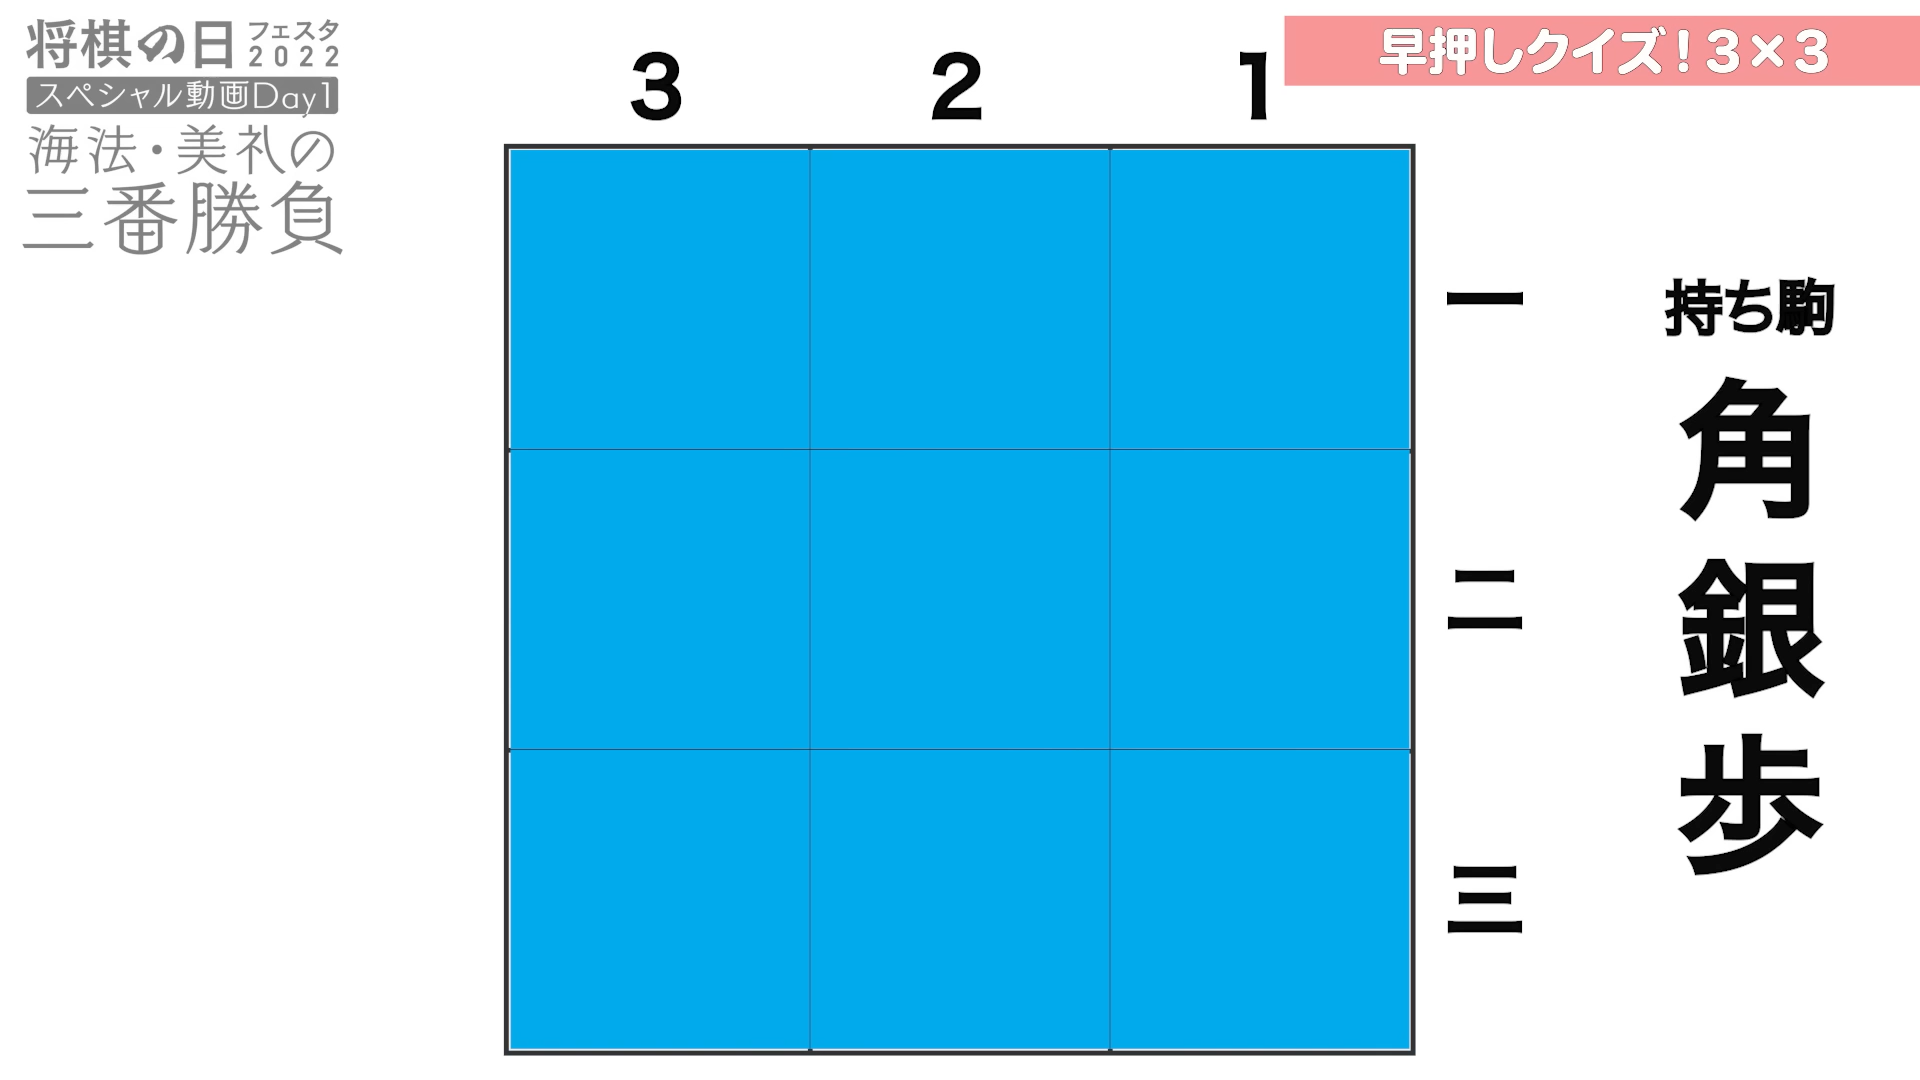 将棋の日 フェスタ
2022
スペシャル動画Day1
海法・美礼の
三番勝負
早押しクイズ!3×3
3 2 1
一
二
三
持ち駒
角
銀
歩